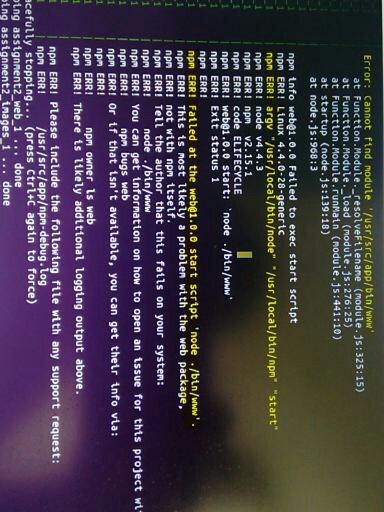 Error: Cannot find module '/usr/src/app/bin/www'
at Function.Module._resolveFilename (module.js:325:15)
at Function.Module._load (module.js:276:25)
at Function.Module.runMain (module.js:441:10)
at startup (node.js:139:18)
at node.js:968:3
npm info web@1.0.0 Failed to exec start script
npm ERR! Linux 4.4.0-28-generic
npm ERR! argv "/usr/local/bin/node" "/usr/local/bin/npm" "start"
npm ERR! node v4.4.3
npm ERR! npm v2.15.1
npm ERR! code ELIFECYCLE
npm ERR! web@1.0.0 start: `node ./bin/www`
npm ERR! Exit status 1
npm ERR!
npm ERR! Failed at the web@1.0.0 start script 'node ./bin/www'.
npm ERR! This is most likely a problem with the web package,
npm ERR! not with npm itself.
npm ERR! Tell the author that this fails on your system:
npm ERR! node ./bin/www
npm ERR! You can get information on how to open an issue for this project wi
npm ERR! npm bugs web
npm ERR! Or if that isn't available, you can get their info via:
npm ERR!
npm ERR! npm owner ls web
npm ERR! There is likely additional logging output above.
npm ERR! Please include the following file with any support request:
npm ERR! /usr/src/app/npm-debug.log
acefully stopping... (press Ctrl+C again to force)
ping assignment2_web_1 ... done
ping assignment2_images_1 ... done